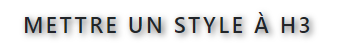 METTRE UN STYLE À H3